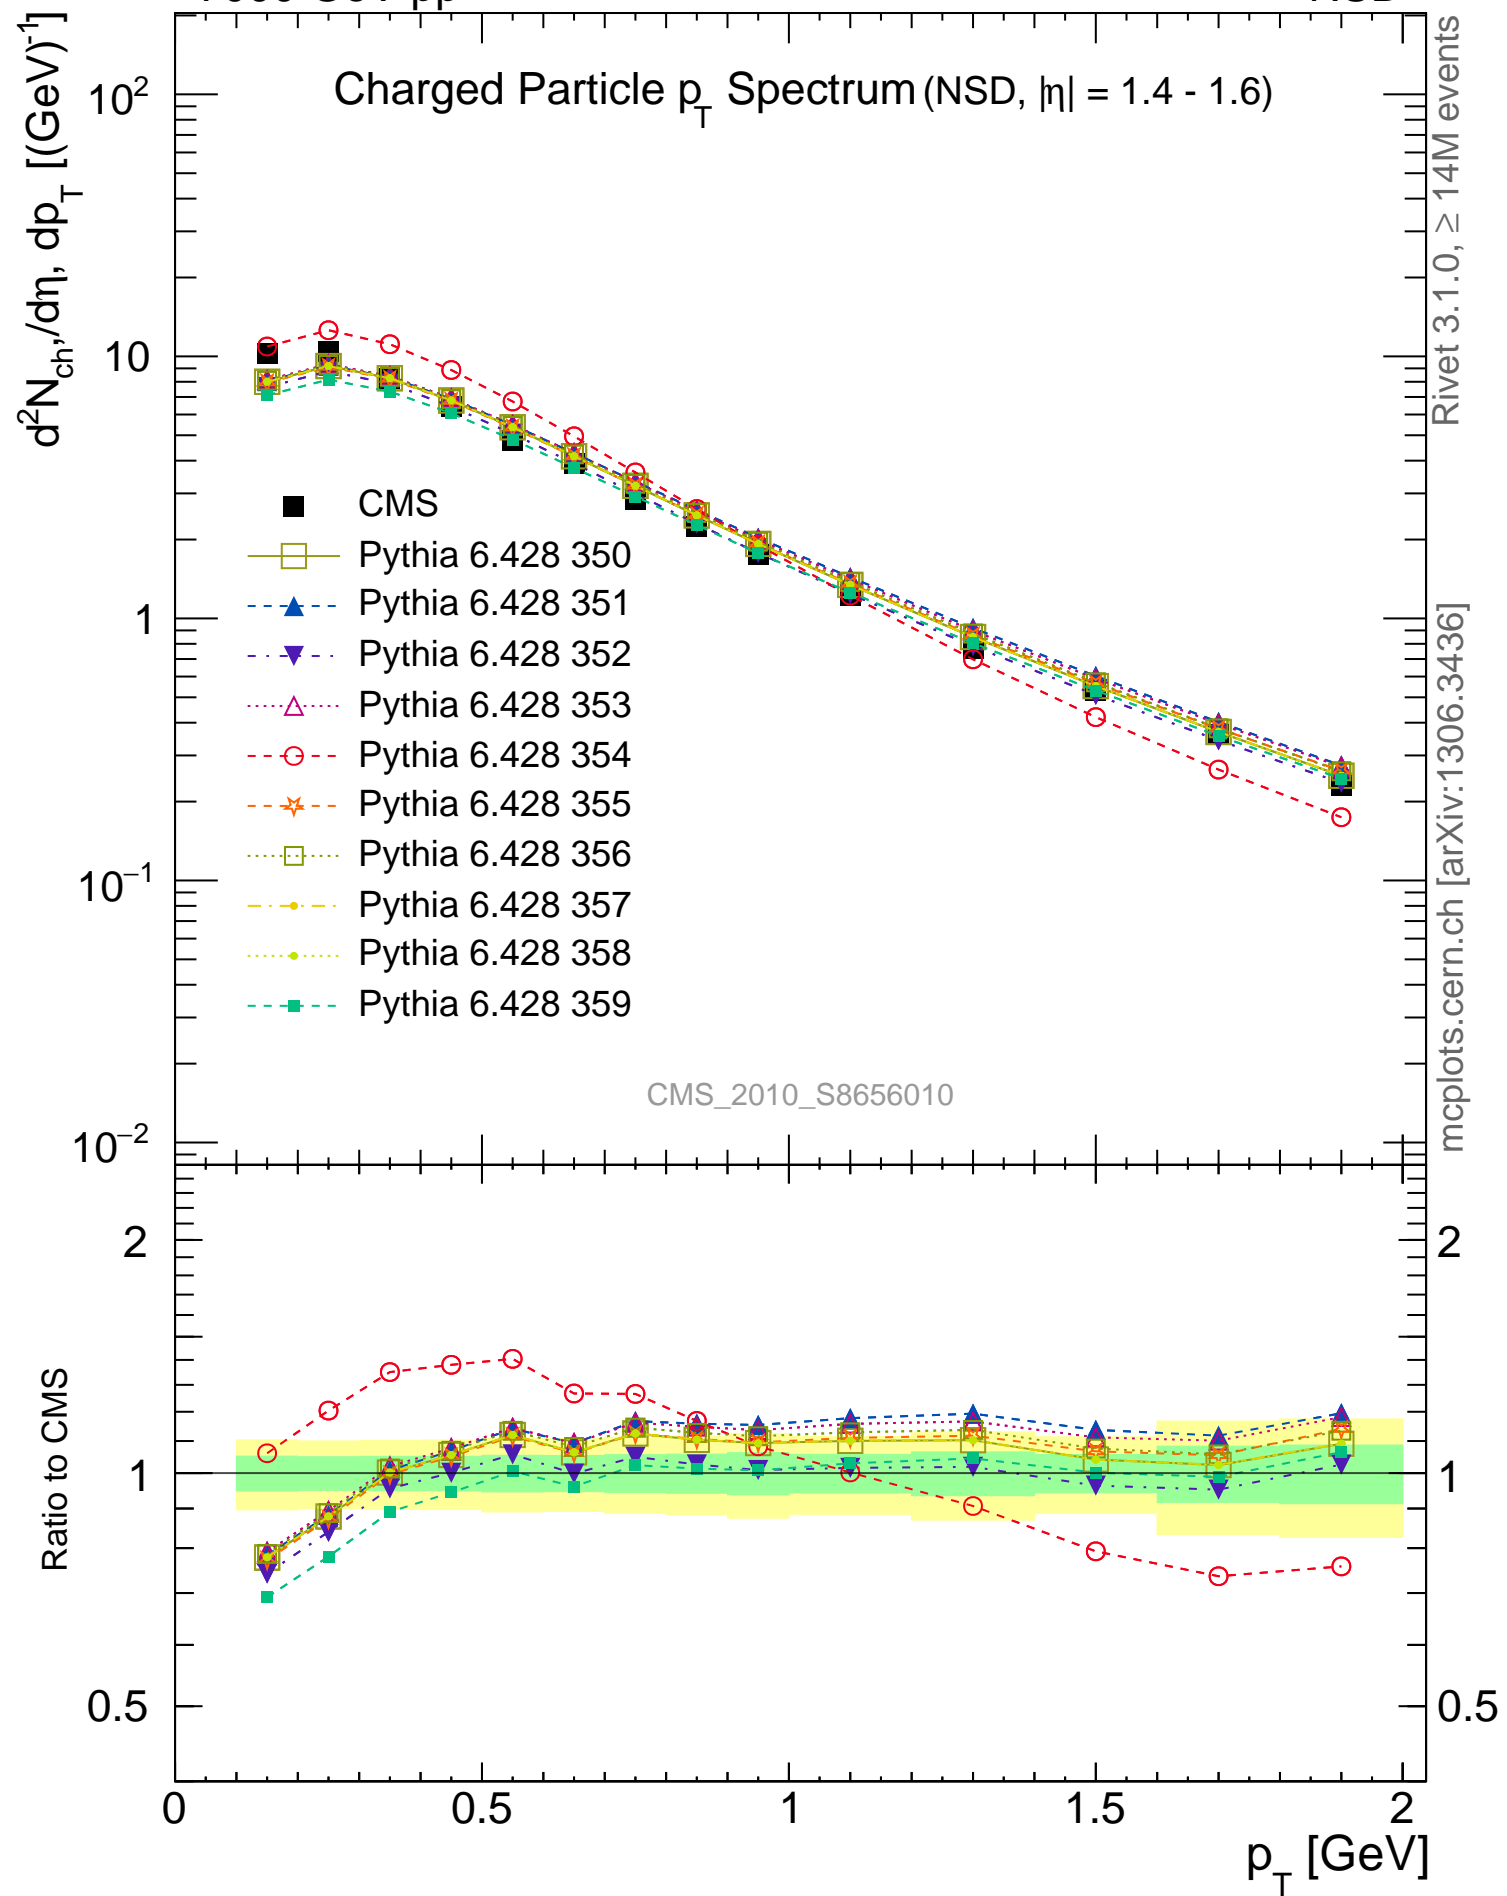 Charged Particle p_T Spectrum (NSD, |η| = 1.4 - 1.6)
d²N_ch,/dη, dp_T [(GeV)⁻¹]
10²
10
1
10⁻¹
10⁻²
CMS
Pythia 6.428 350
Pythia 6.428 351
Pythia 6.428 352
Pythia 6.428 353
Pythia 6.428 354
Pythia 6.428 355
Pythia 6.428 356
Pythia 6.428 357
Pythia 6.428 358
Pythia 6.428 359
CMS_2010_S8656010
Rivet 3.1.0, ≥ 14M events
mcplots.cern.ch [arXiv:1306.3436]
Ratio to CMS
2
1
0.5
2
1
0.5
0 0.5 1 1.5 2
p_T [GeV]